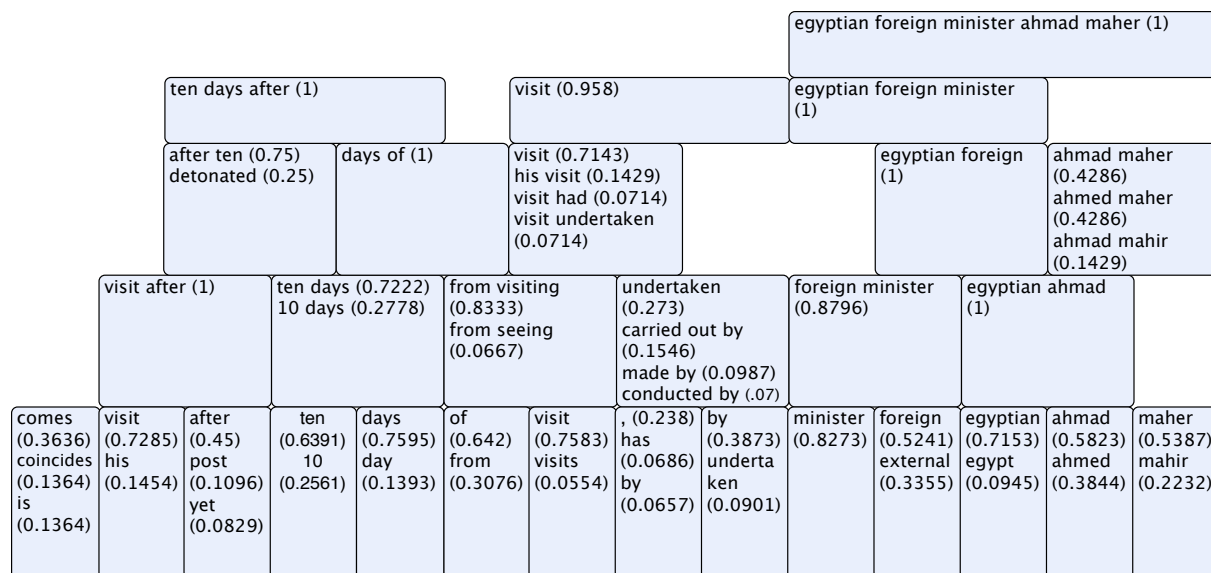 egyptian foreign minister ahmad maher (1)
ten days after (1)
visit (0.958)
egyptian foreign minister
(1)
after ten (0.75)
detonated (0.25)
days of (1)
visit (0.7143)
his visit (0.1429)
visit had (0.0714)
visit undertaken
(0.0714)
egyptian foreign
(1)
ahmad maher
(0.4286)
ahmed maher
(0.4286)
ahmad mahir
(0.1429)
visit after (1)
ten days (0.7222)
10 days (0.2778)
from visiting
(0.8333)
from seeing
(0.0667)
undertaken
(0.273)
carried out by
(0.1546)
made by (0.0987)
conducted by (.07)
foreign minister
(0.8796)
egyptian ahmad
(1)
comes
(0.3636)
coincides
(0.1364)
is
(0.1364)
visit
(0.7285)
his
(0.1454)
after
(0.45)
post
(0.1096)
yet
(0.0829)
ten
(0.6391)
10
(0.2561)
days
(0.7595)
day
(0.1393)
of
(0.642)
from
(0.3076)
visit
(0.7583)
visits
(0.0554)
, (0.238)
has
(0.0686)
by
(0.0657)
by
(0.3873)
underta
ken
(0.0901)
minister
(0.8273)
foreign
(0.5241)
external
(0.3355)
egyptian
(0.7153)
egypt
(0.0945)
ahmad
(0.5823)
ahmed
(0.3844)
maher
(0.5387)
mahir
(0.2232)